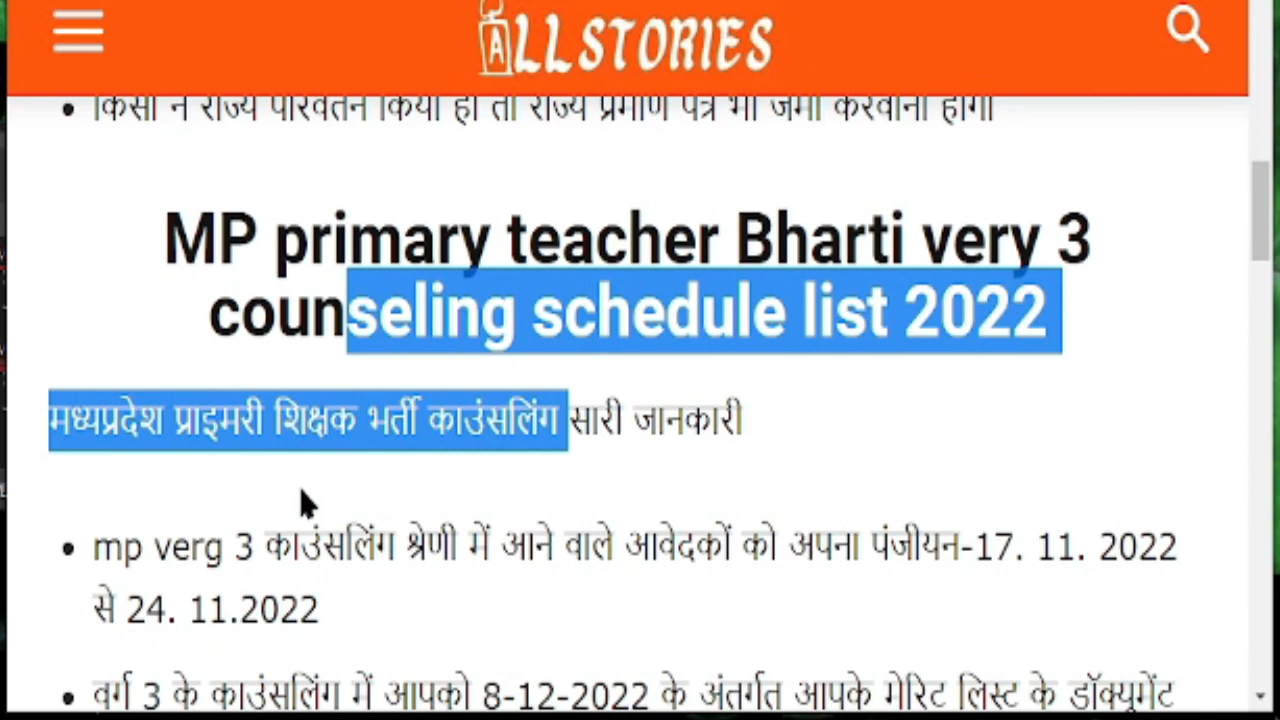 ALLSTORIES
किसी ने राज्य परिवर्तन किया हो तो राज्य प्रमाण पत्र भी जमा करवाना होगा
MP primary teacher Bharti very 3
counseling schedule list 2022
मध्यप्रदेश प्राइमरी शिक्षक भर्ती काउंसलिंग सारी जानकारी
mp verg 3 काउंसलिंग श्रेणी में आने वाले आवेदकों को अपना पंजीयन-17. 11. 2022
से 24. 11.2022
वर्ग 3 के काउंसलिंग में आपको 8-12-2022 के अंतर्गत आपके मेरिट लिस्ट के डॉक्यूमेंट